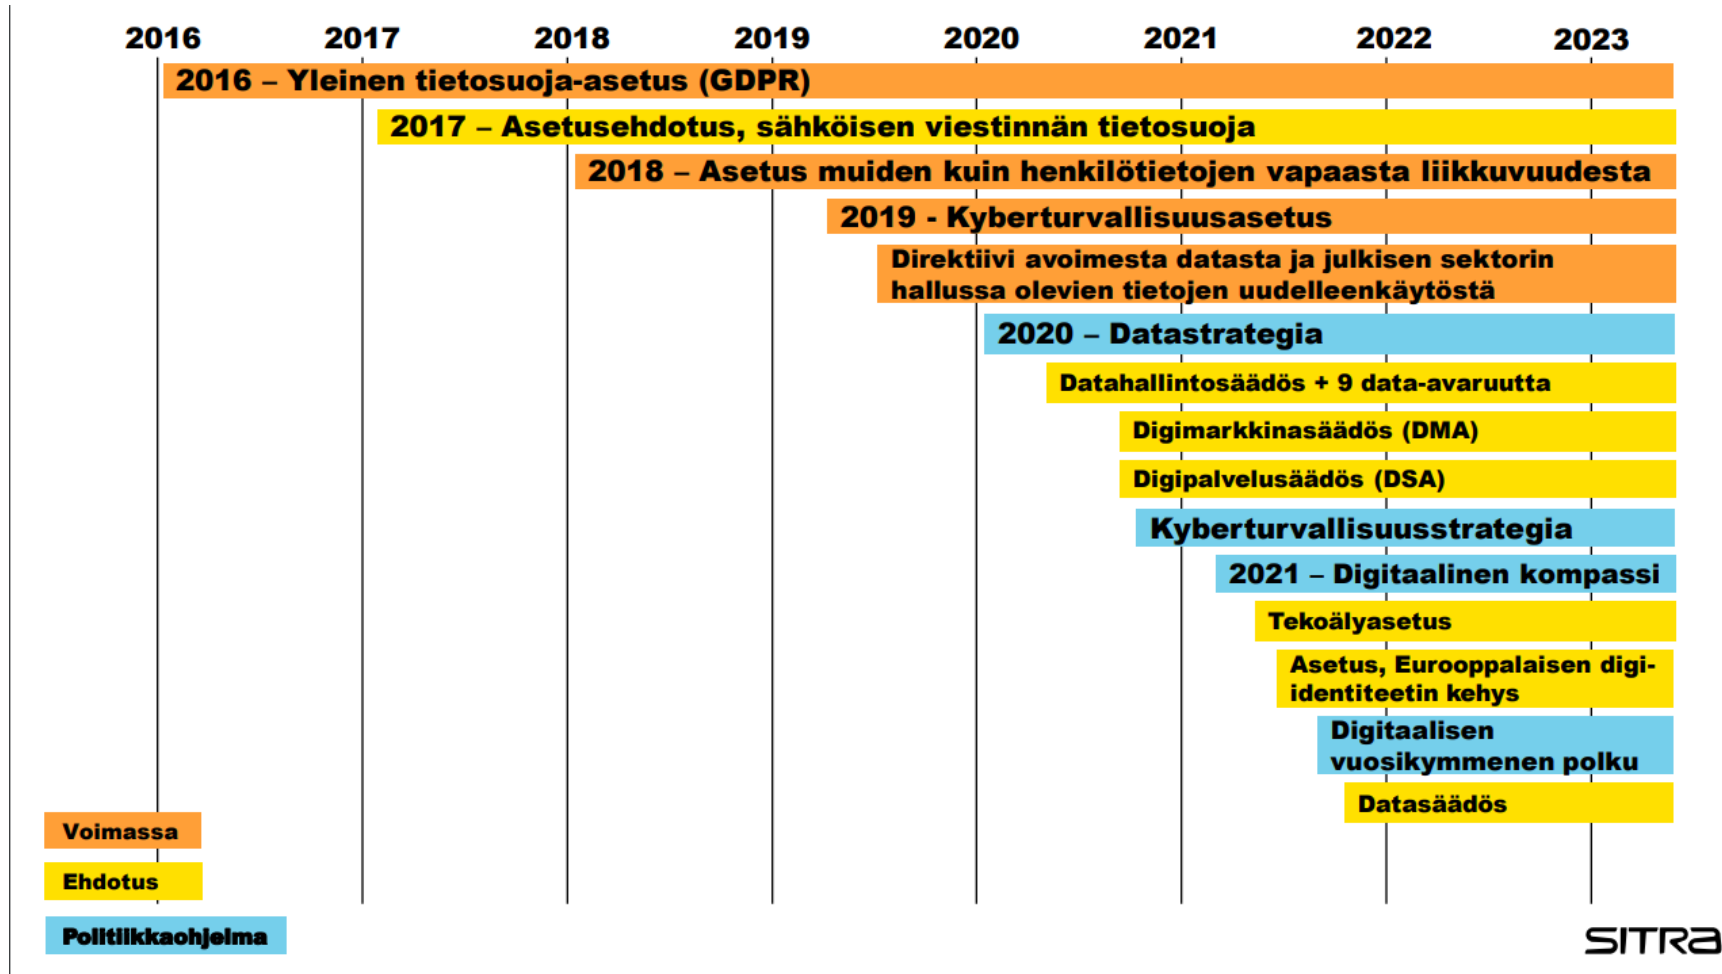 2016 2017 2018 2019 2020 2021 2022 2023
2016 – Yleinen tietosuoja-asetus (GDPR)
2017 – Asetusehdotus, sähköisen viestinnän tietosuoja
2018 – Asetus muiden kuin henkilötietojen vapaasta liikkuvuudesta
2019 - Kyberturvallisuusasetus
Direktiivi avoimesta datasta ja julkisen sektorin
hallussa olevien tietojen uudelleenkäytöstä
2020 – Datastrategia
Datahallintosäädös + 9 data-avaruutta
Digimarkkinasäädös (DMA)
Digipalvelusäädös (DSA)
Kyberturvallisuusstrategia
2021 – Digitaalinen kompassi
Tekoälyasetus
Asetus, Eurooppalaisen digi-
identiteetin kehys
Digitaalisen
vuosikymmenen polku
Datasäädös
Voimassa
Ehdotus
Politiikkaohjelma
SITRA